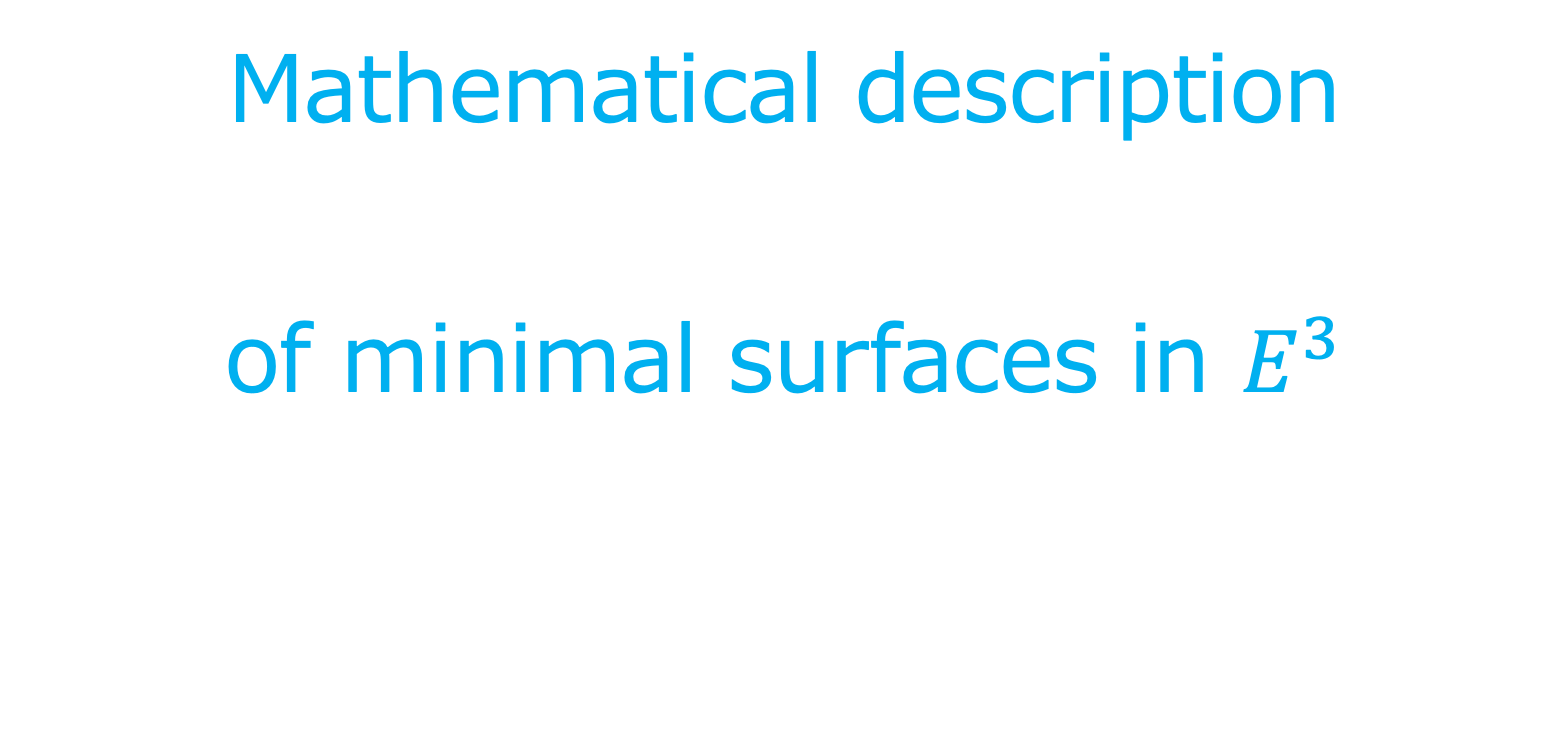 Mathematical description
of minimal surfaces in E³